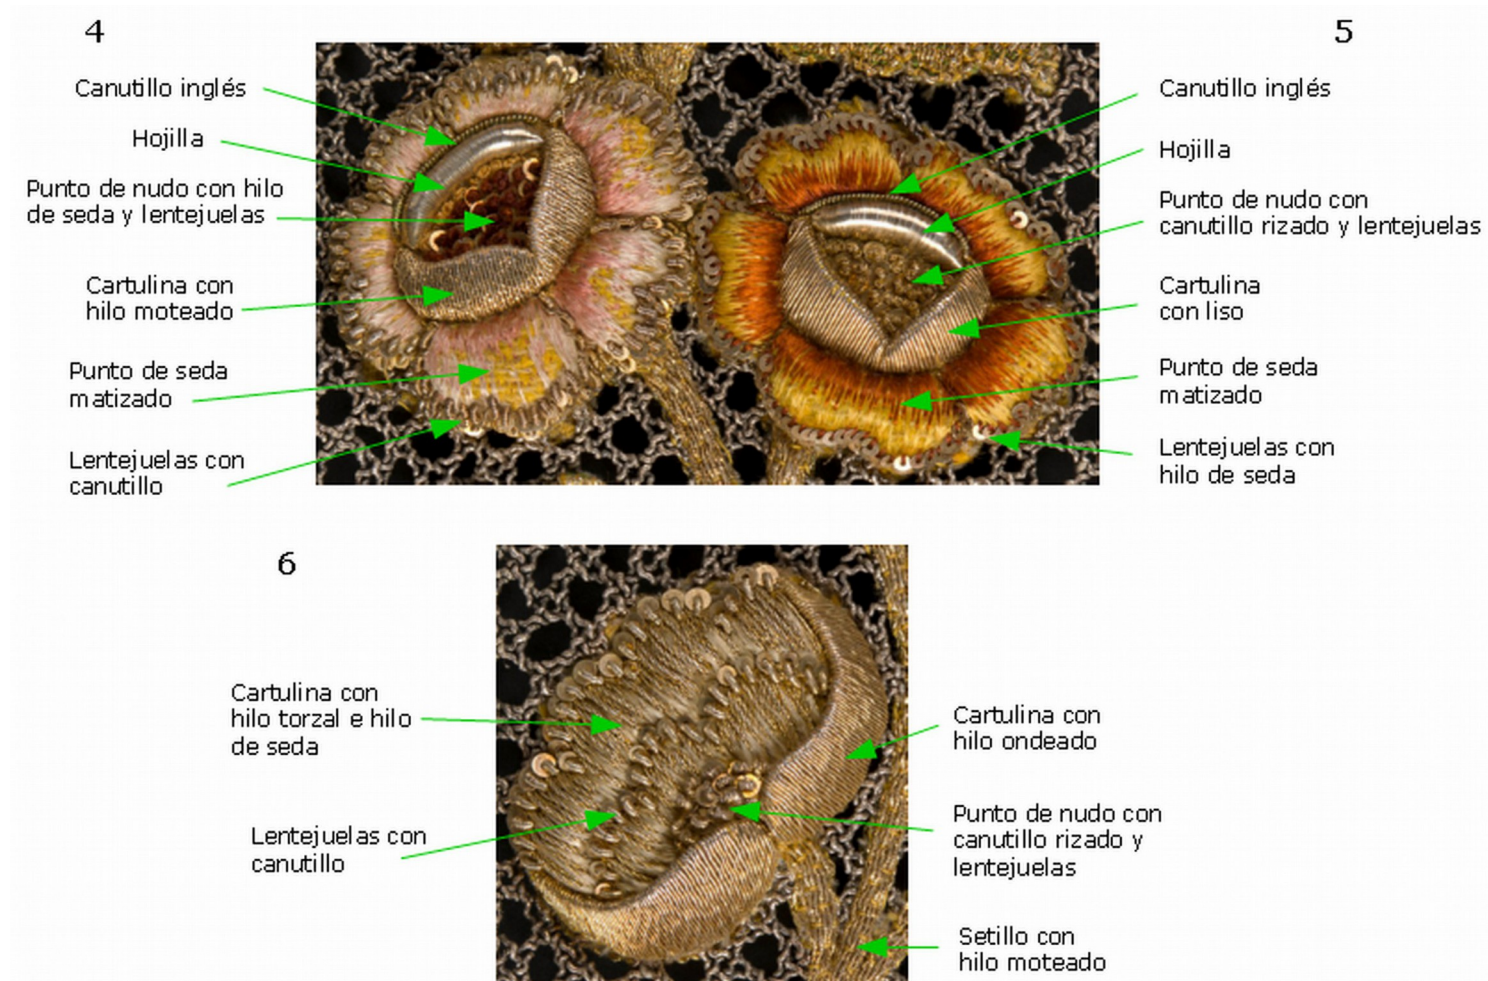 4
Canutillo inglés
Hojilla
Punto de nudo con hilo
de seda y lentejuelas
Cartulina con
hilo moteado
Punto de seda
matizado
Lentejuelas con
canutillo
5
Canutillo inglés
Hojilla
Punto de nudo con
canutillo rizado y lentejuelas
Cartulina
con liso
Punto de seda
matizado
Lentejuelas con
hilo de seda
6
Cartulina con
hilo torzal e hilo
de seda
Lentejuelas con
canutillo
Cartulina con
hilo ondeado
Punto de nudo con
canutillo rizado y
lentejuelas
Setillo con
hilo moteado